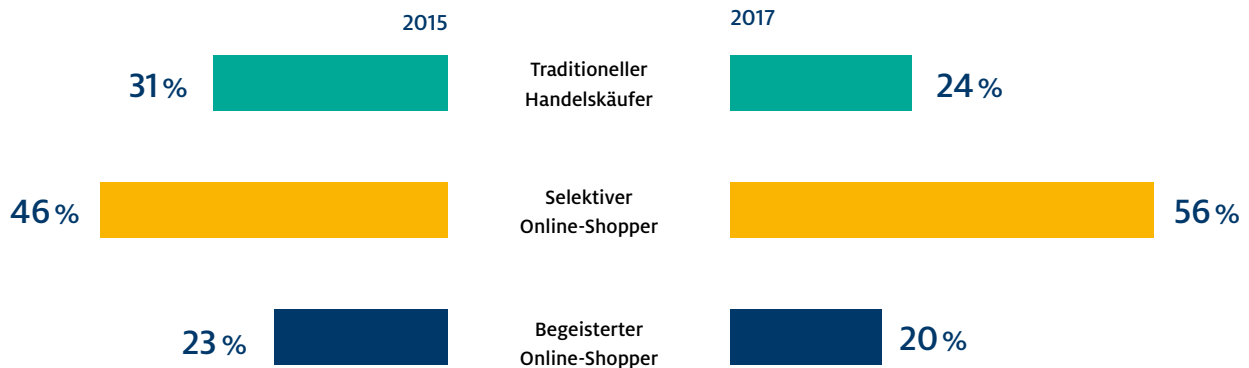 2015
2017
31 %
Traditioneller
Handelskäufer
24 %
46 %
Selektiver
Online-Shopper
56 %
23 %
Begeisterter
Online-Shopper
20 %